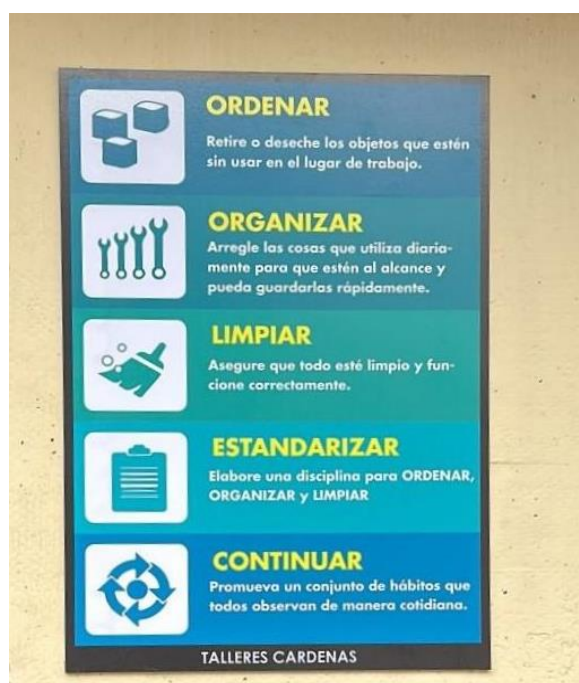 ORDENAR
Retire o deseche los objetos que estén
sin usar en el lugar de trabajo.
ORGANIZAR
Arregle las cosas que utiliza diaria-
mente para que estén al alcance y
pueda guardarlas rápidamente.
LIMPIAR
Asegure que todo esté limpio y fun-
cione correctamente.
ESTANDARIZAR
Elabore una disciplina para ORDENAR,
ORGANIZAR y LIMPIAR
CONTINUAR
Promueva un conjunto de hábitos que
todos observan de manera cotidiana.
TALLERES CARDENAS